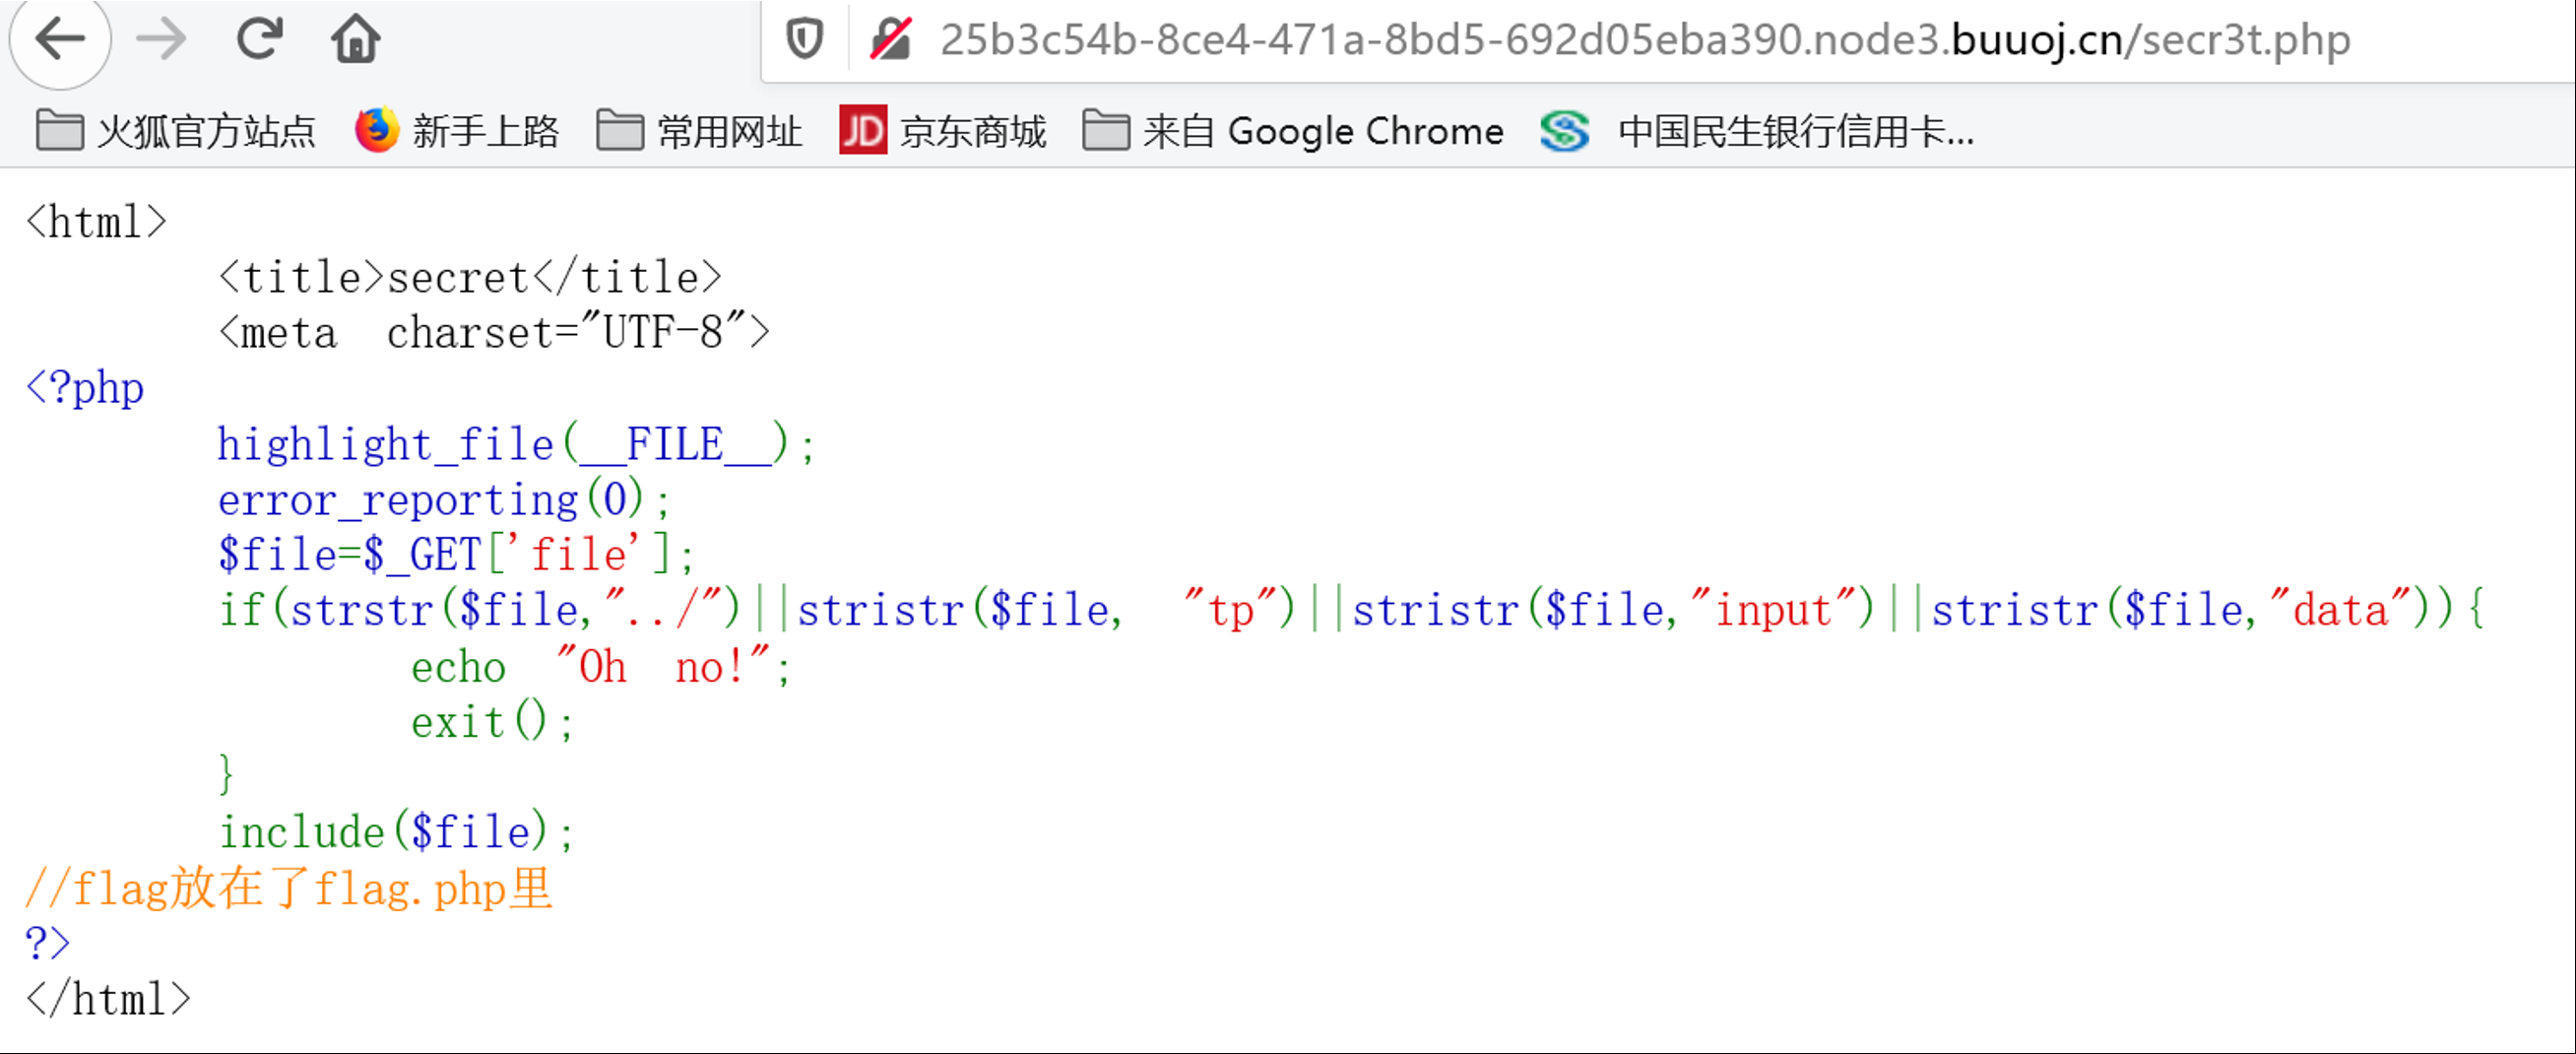 25b3c54b-8ce4-471a-8bd5-692d05eba390.node3.buuoj.cn/secr3t.php
火狐官方站点 新手上路 常用网址 JD 京东商城 来自 Google Chrome 中国民生银行信用卡...
<html>
<title>secret</title>
<meta charset="UTF-8">
<?php
highlight_file(__FILE__);
error_reporting(0);
$file=$_GET['file'];
if(strstr($file,"../")||stristr($file, "tp")||stristr($file,"input")||stristr($file,"data")){
echo "Oh no!";
exit();
}
include($file);
//flag放在了flag.php里
?>
</html>